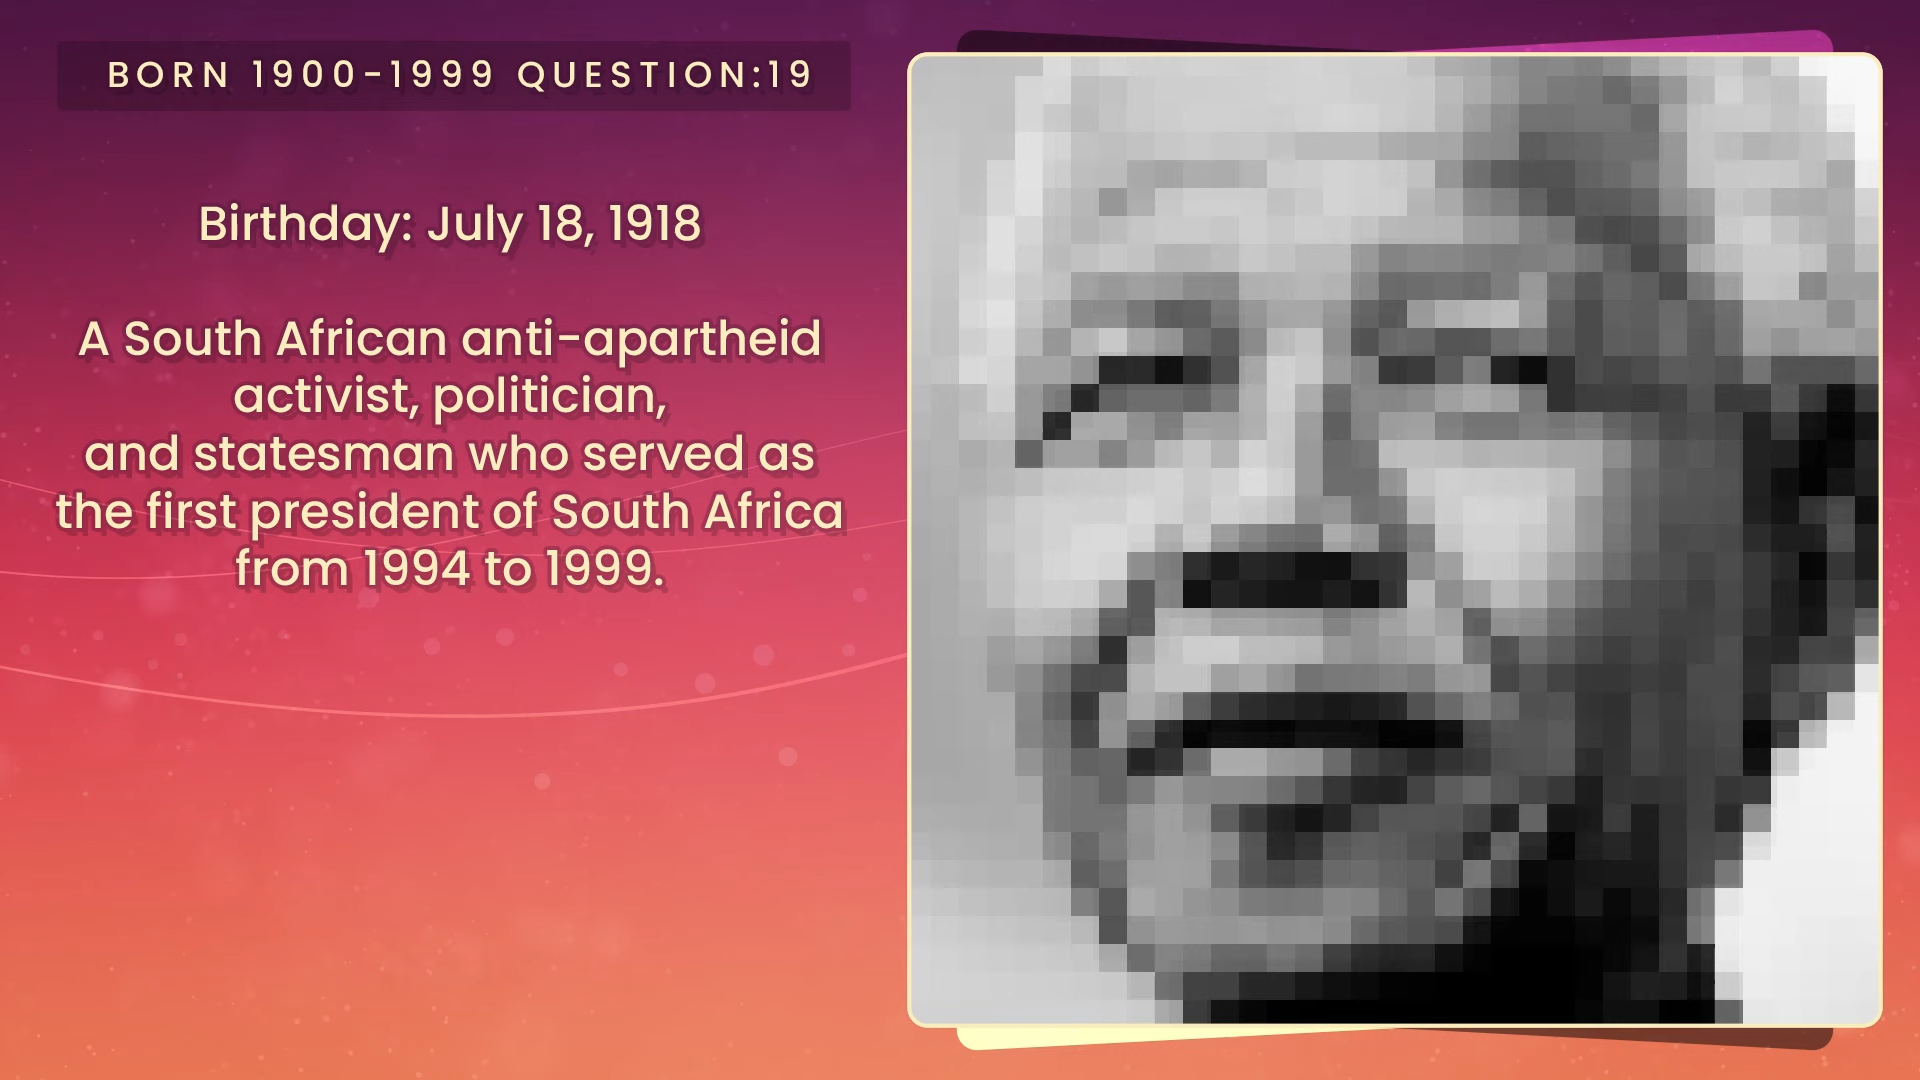 BORN 1900-1999 QUESTION:19
Birthday: July 18, 1918
A South African anti-apartheid
activist, politician,
and statesman who served as
the first president of South Africa
from 1994 to 1999.